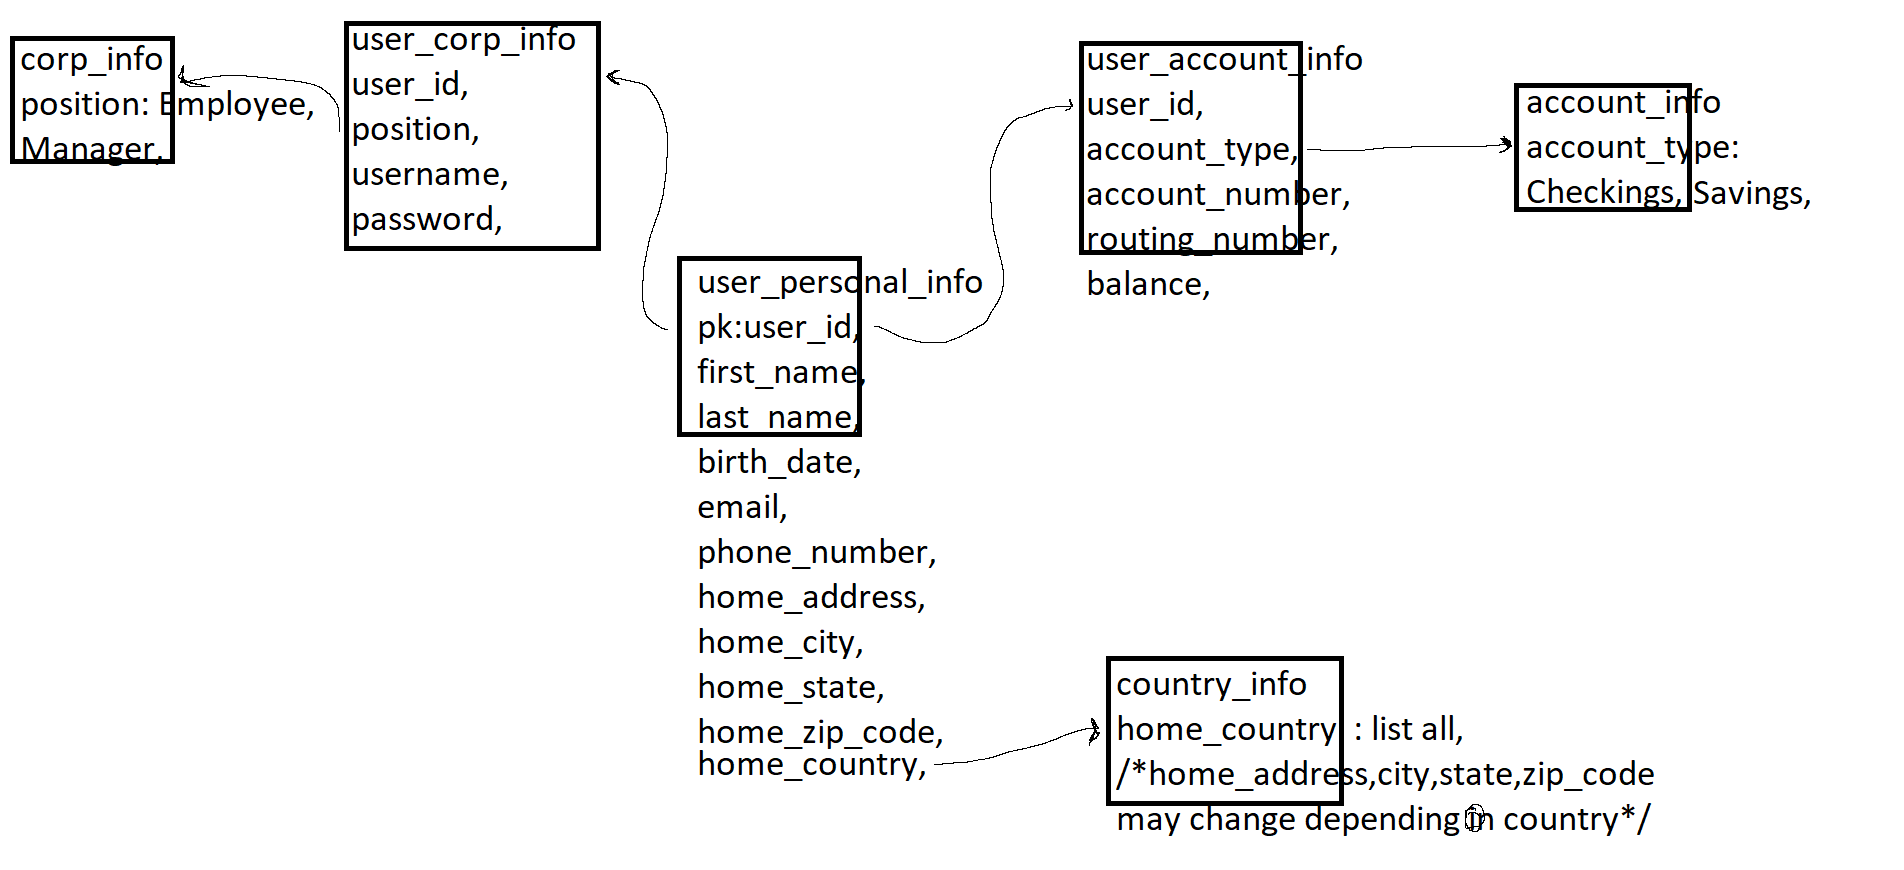 corp_info
position: Employee,
Manager,
user_corp_info
user_id,
position,
username,
password,
user_personal_info
pk:user_id,
first_name,
last_name,
birth_date,
email,
phone_number,
home_address,
home_city,
home_state,
home_zip_code,
home_country,
user_account_info
user_id,
account_type,
account_number,
routing_number,
balance,
account_info
account_type:
Checkings, Savings,
country_info
home_country : list all,
/*home_address,city,state,zip_code
may change depending in country*/